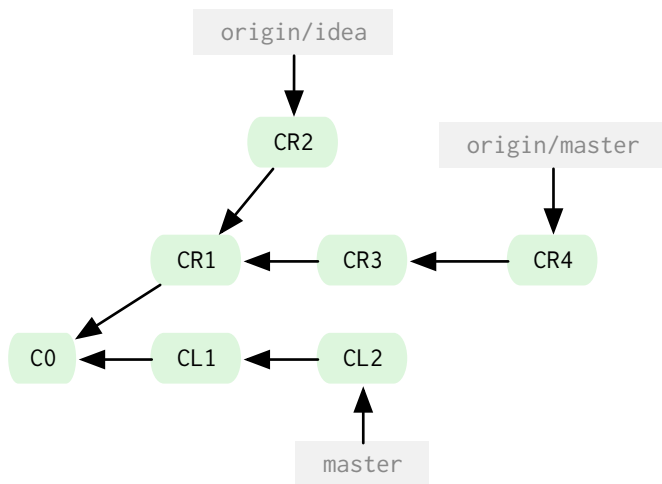 origin/idea
CR2
origin/master
CR1
CR3
CR4
C0
CL1
CL2
master